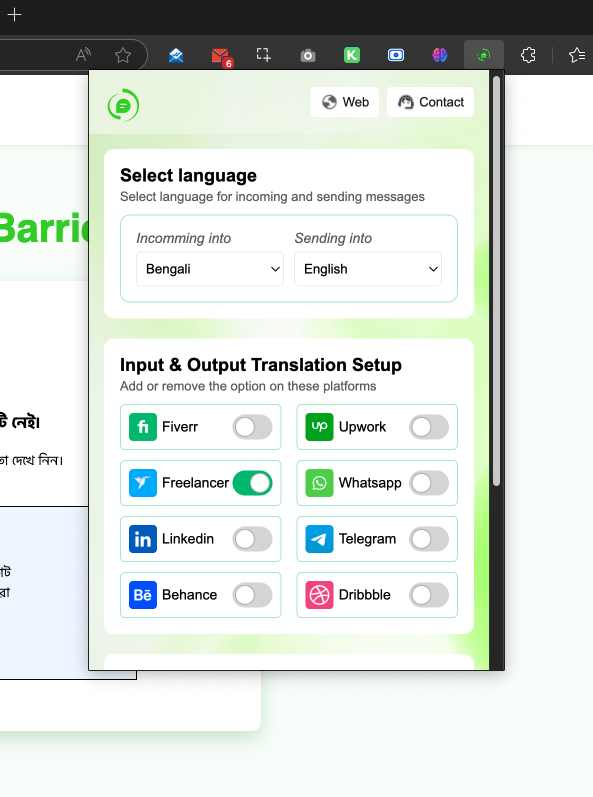 6
Web
Contact
Barri
Select language
Select language for incoming and sending messages
Incomming into
Sending into
Bengali
English
Input & Output Translation Setup
Add or remove the option on these platforms
টি নেই।
Fiverr
Upwork
দেখে নিন।
Freelancer
Whatsapp
Linkedin
Telegram
Behance
Dribbble